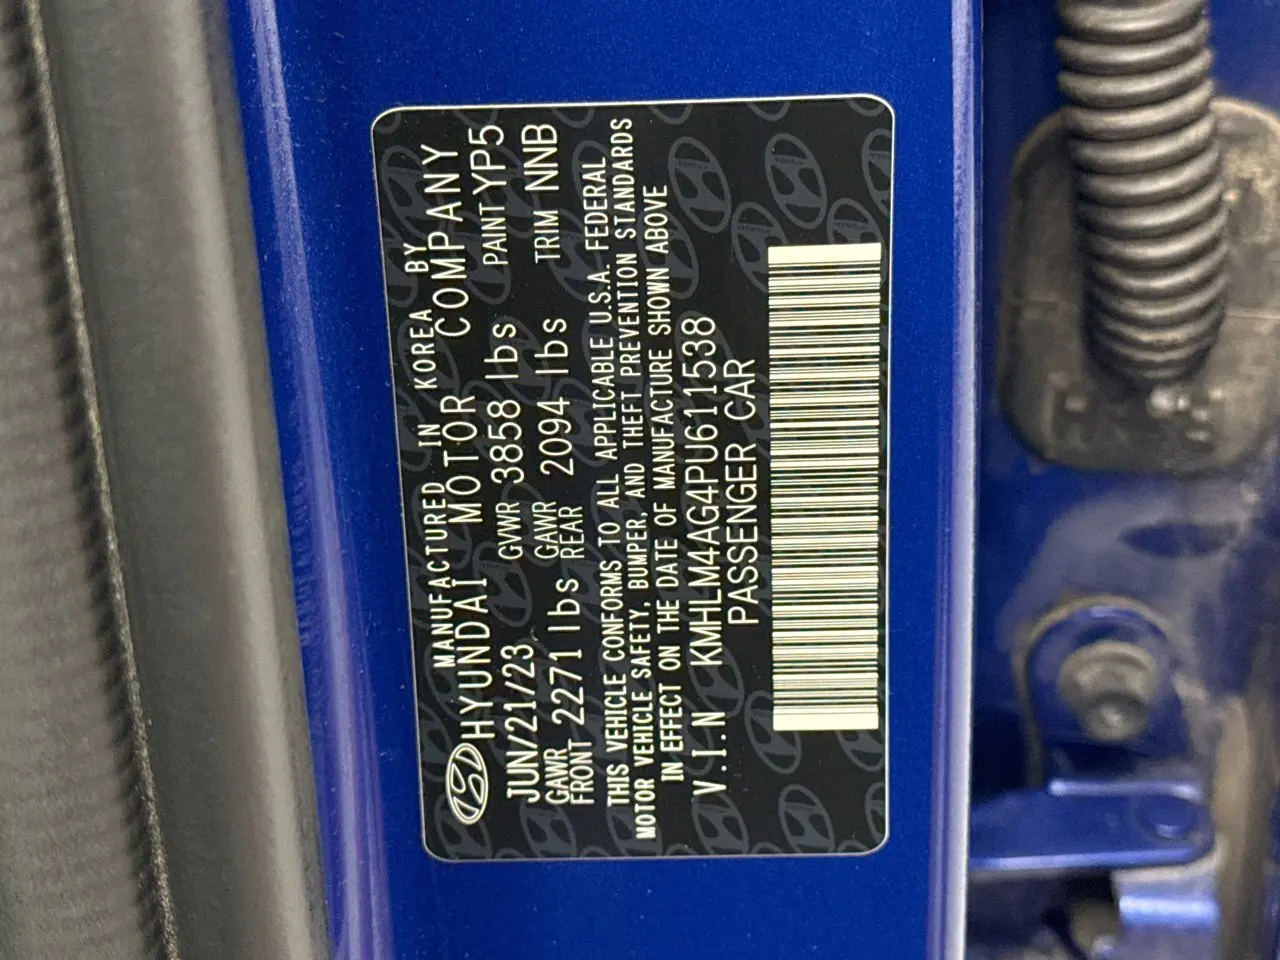 MANUFACTURED IN KOREA BY
HYUNDAI MOTOR COMPANY
JUN/21/23 GVWR 3858 lbs PAINT YP5
GAWR FRONT 2271 lbs GAWR REAR 2094 lbs TRIM NNB
THIS VEHICLE CONFORMS TO ALL APPLICABLE U.S.A. FEDERAL
MOTOR VEHICLE SAFETY, BUMPER, AND THEFT PREVENTION STANDARDS
IN EFFECT ON THE DATE OF MANUFACTURE SHOWN ABOVE
V.I.N KMHLM4AG4PU611538
PASSENGER CAR